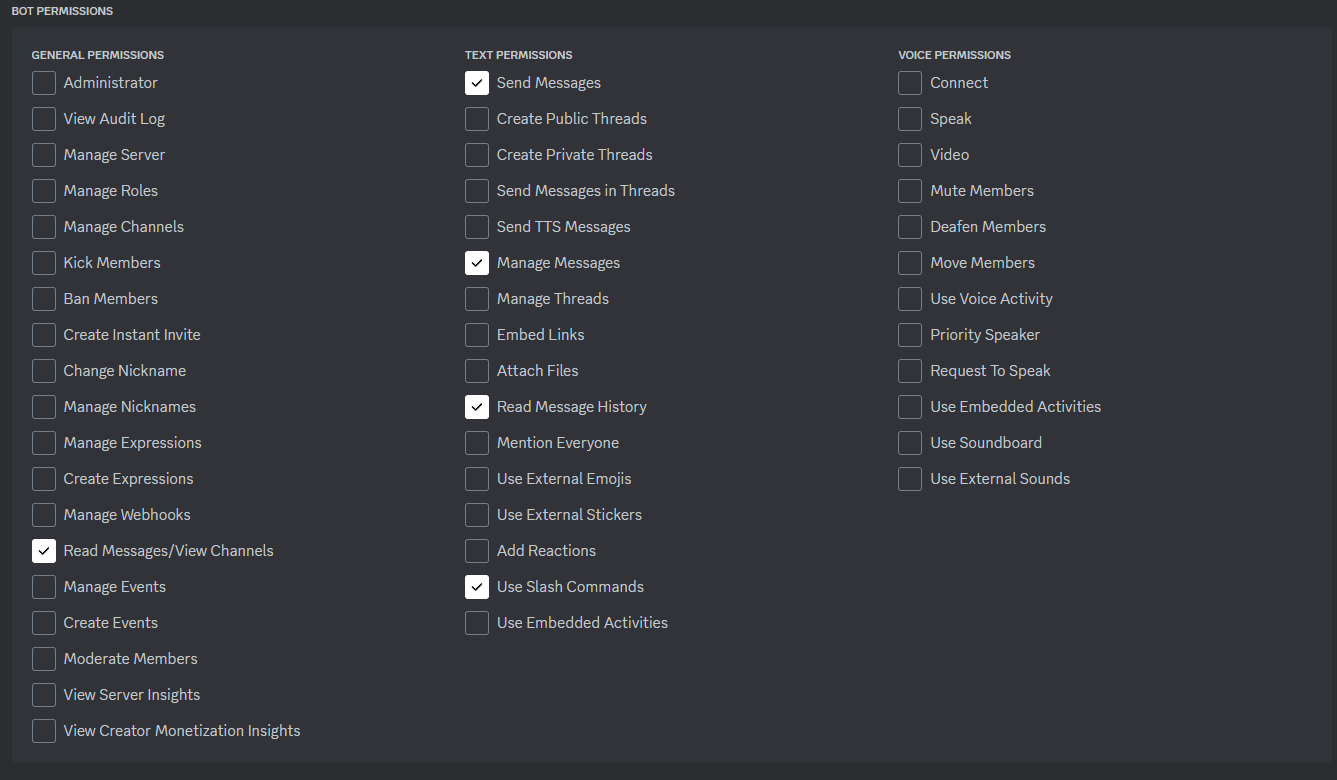 BOT PERMISSIONS
GENERAL PERMISSIONS
Administrator
View Audit Log
Manage Server
Manage Roles
Manage Channels
Kick Members
Ban Members
Create Instant Invite
Change Nickname
Manage Nicknames
Manage Expressions
Create Expressions
Manage Webhooks
Read Messages/View Channels
Manage Events
Create Events
Moderate Members
View Server Insights
View Creator Monetization Insights
TEXT PERMISSIONS
Send Messages
Create Public Threads
Create Private Threads
Send Messages in Threads
Send TTS Messages
Manage Messages
Manage Threads
Embed Links
Attach Files
Read Message History
Mention Everyone
Use External Emojis
Use External Stickers
Add Reactions
Use Slash Commands
Use Embedded Activities
VOICE PERMISSIONS
Connect
Speak
Video
Mute Members
Deafen Members
Move Members
Use Voice Activity
Priority Speaker
Request To Speak
Use Embedded Activities
Use Soundboard
Use External Sounds